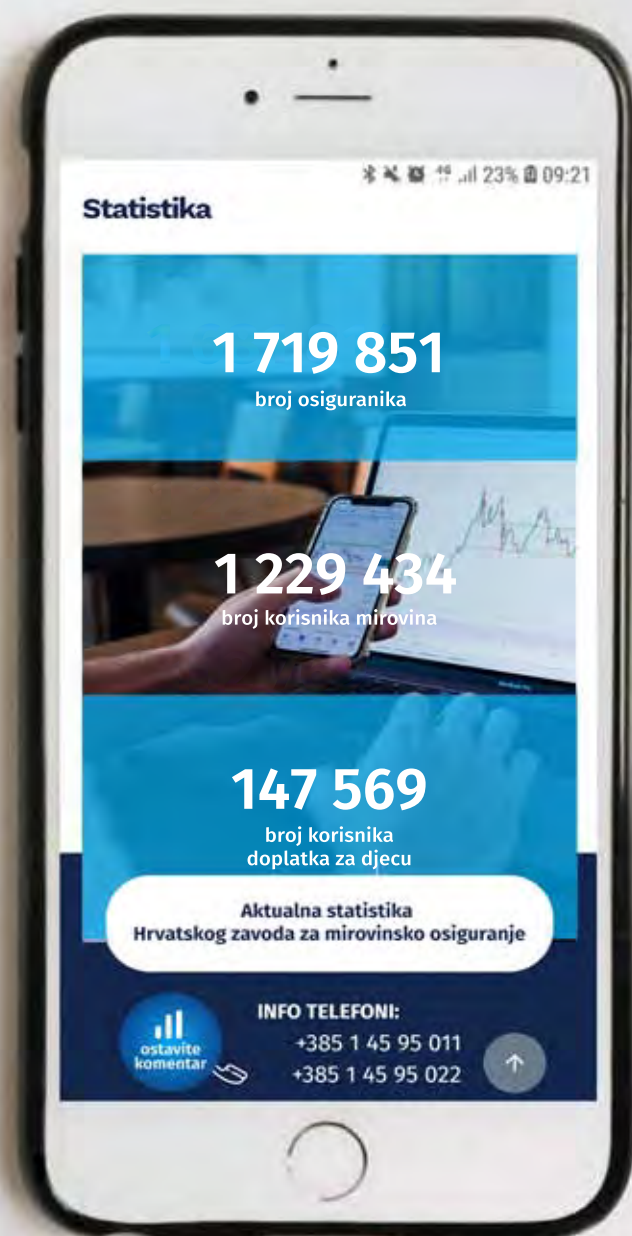 23% 09:21
Statistika
1 719 851
broj osiguranika
1 229 434
broj korisnika mirovina
147 569
broj korisnika
doplatka za djecu
Aktualna statistika
Hrvatskog zavoda za mirovinsko osiguranje
INFO TELEFONI:
ostavite
komentar
+385 1 45 95 011
+385 1 45 95 022